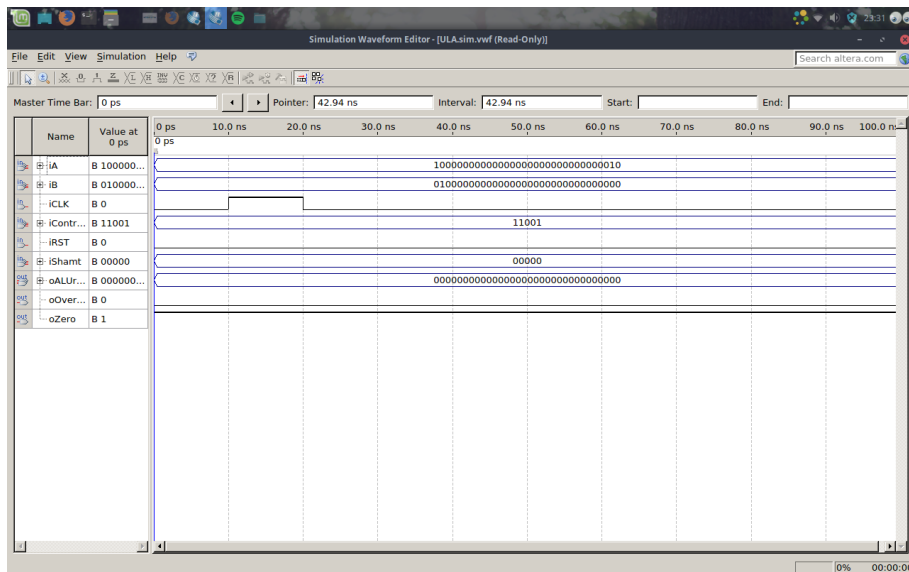 23:31
Simulation Waveform Editor - [ULA.sim.vwf (Read-Only)]
File Edit View Simulation Help
Search altera.com
Master Time Bar: 0 ps Pointer: 42.94 ns Interval: 42.94 ns Start: End:
Name Value at 0 ps 0 ps 10.0 ns 20.0 ns 30.0 ns 40.0 ns 50.0 ns 60.0 ns 70.0 ns 80.0 ns 90.0 ns 100.0 ns
0 ps
iA B 100000... 10000000000000000000000000000010
iB B 010000... 01000000000000000000000000000000
iCLK B 0
iContr... B 11001 11001
iRST B 0
iShamt B 00000 00000
oALUr... B 000000... 00000000000000000000000000000000
oOver... B 0
oZero B 1
0% 00:00:0